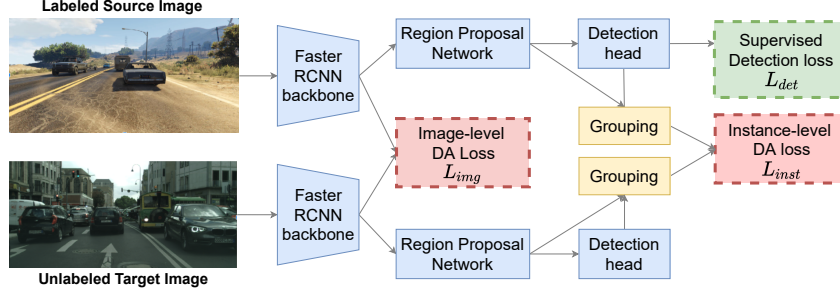 Labeled Source Image
Faster
RCNN
backbone
Region Proposal
Network
Detection
head
Supervised
Detection loss
L_det
Grouping
Image-level
DA Loss
L_img
Instance-level
DA loss
L_inst
Grouping
Faster
RCNN
backbone
Region Proposal
Network
Detection
head
Unlabeled Target Image